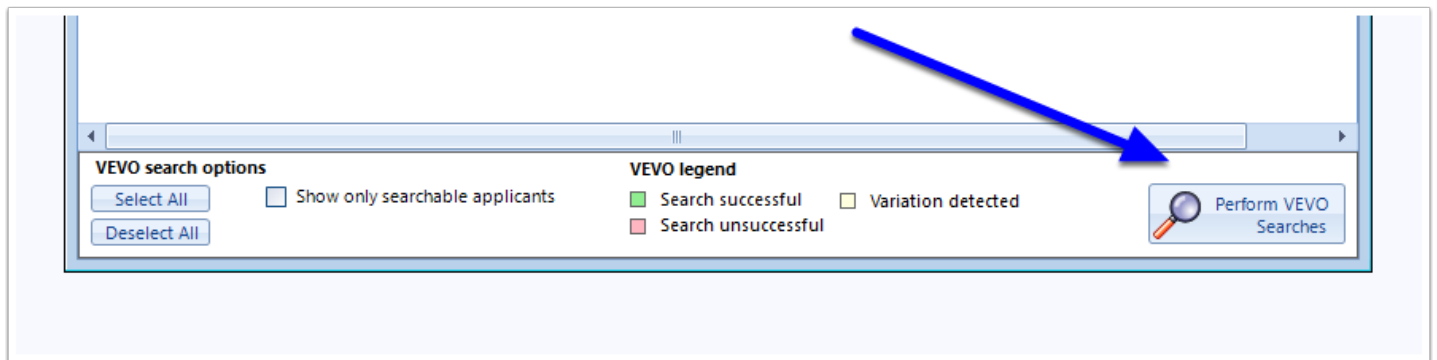 VEVO search options
Select All
Deselect All
Show only searchable applicants
VEVO legend
Search successful
Search unsuccessful
Variation detected
Perform VEVO
Searches